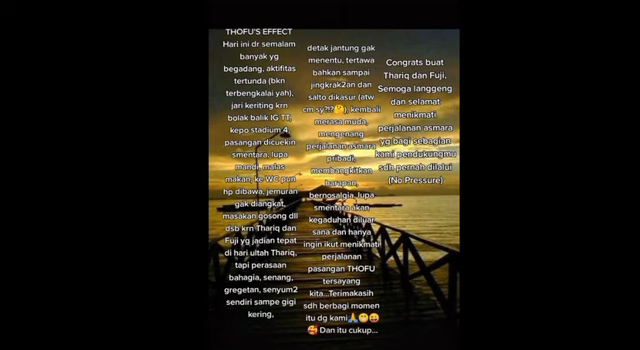 THOFU'S EFFECT
Hari ini dr semalam
banyak yg
begadang, aktifitas
tertunda (bkn
terbengkalai yah),
jari keriting krn
bolak balik IG TT,
kepo stadium 4,
pasangan dicuekin
smentara, lupa
mandi, malas
makan, ke WC pun
hp dibawa, jemuran
gak diangkat,
masakan gosong dll
dsb krn Thariq dan
Fuji yg jadian tepat
di hari ultah Thariq,
tapi perasaan
bahagia, senang,
gregetan, senyum2
sendiri sampe gigi
kering,
detak jantung gak
menentu, tertawa
bahkan sampai
jingkrak2an dan
salto dikasur (atw
cm sy?!?🤔), kembali
merasa muda,
mengenang
perjalanan asmara
pribadi,
membangkitkan
harapan,
bernosalgia, lupa
smentara akan
kegaduhan diluar
sana dan hanya
ingin ikut menikmati
perjalanan
pasangan THOFU
tersayang
kita...Terimakasih
sdh berbagi momen
itu dg kami🙏😁😝
🥰 Dan itu cukup...
Congrats buat
Thariq dan Fuji,
Semoga langgeng
dan selamat
menikmati
perjalanan asmara
yg bagi sebagian
kami pendukungmu
sdh pernah dilalui
(No Pressure)